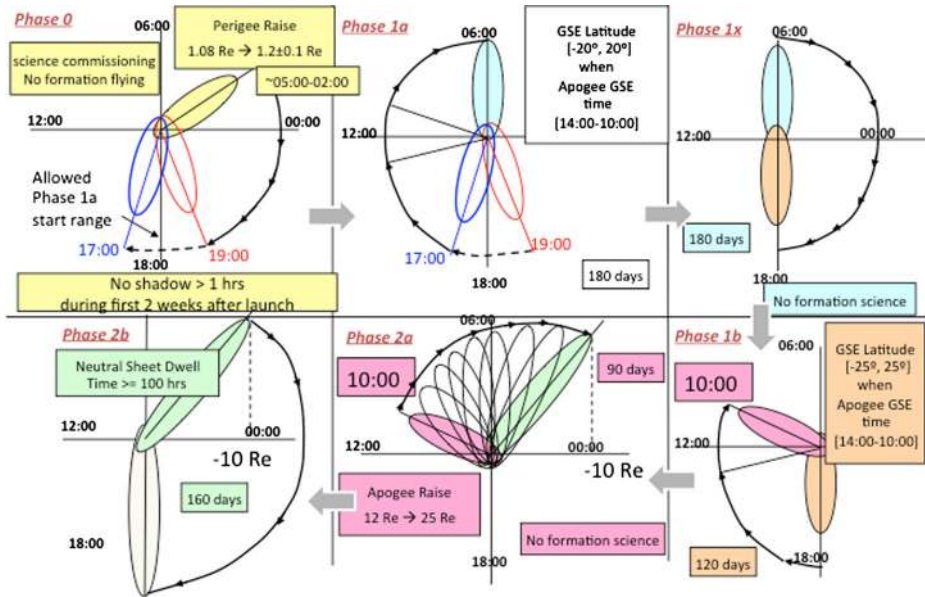 Phase 0
06:00
science commissioning
No formation flying
Perigee Raise
1.08 Re → 1.2±0.1 Re
~05:00-02:00
12:00
00:00
Allowed
Phase 1a
start range
17:00
19:00
18:00
No shadow > 1 hrs
during first 2 weeks after launch
Phase 1a
06:00
GSE Latitude
[-20º, 20º]
when
Apogee GSE
time
[14:00-10:00]
12:00
17:00
19:00
18:00
180 days
Phase 1x
06:00
12:00
00:00
180 days
18:00
No formation science
Phase 2b
Neutral Sheet Dwell
Time >= 100 hrs
12:00
00:00
-10 Re
160 days
18:00
Phase 2a
06:00
10:00
90 days
00:00
12:00
-10 Re
Apogee Raise
12 Re → 25 Re
No formation science
18:00
Phase 1b
06:00
GSE Latitude
[-25º, 25º]
when
Apogee GSE
time
[14:00-10:00]
10:00
12:00
18:00
120 days